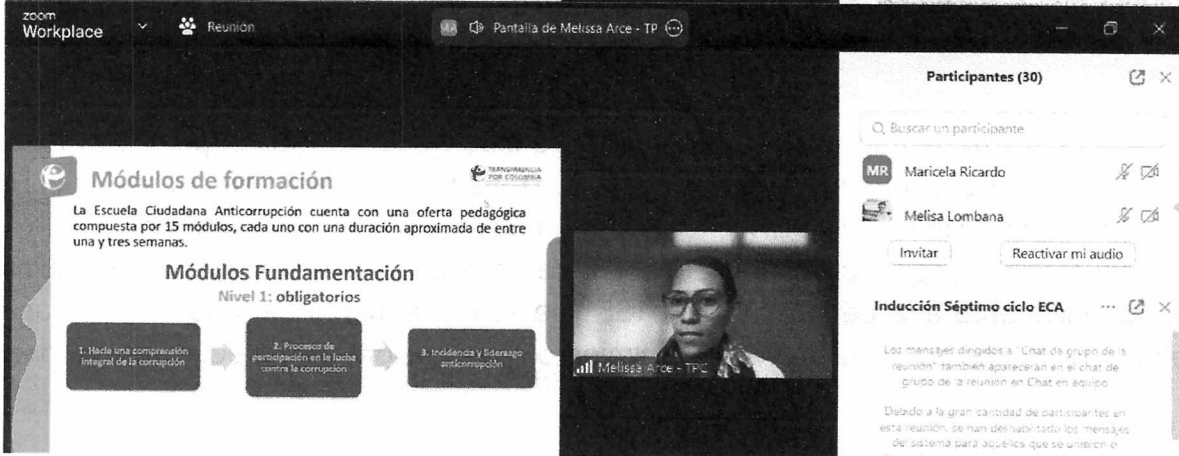 zoom
Workplace
Reunión
MR Pantalla de Melissa Arce - TP
Participantes (30)
Buscar un participante
MR Maricela Ricardo
Melisa Lombana
Invitar Reactivar mi audio
Inducción Séptimo ciclo ECA
Los mensajes dirigidos a "Chat de grupo de la
reunión" también aparecerán en el chat de
grupo de la reunión en Chat en equipo
Debido a la gran cantidad de participantes en
esta reunión, se han deshabilitado los mensajes
del sistema para aquellos que se unieron o
Módulos de formación
TRANSPARENCIA
POR COLOMBIA
La Escuela Ciudadana Anticorrupción cuenta con una oferta pedagógica
compuesta por 15 módulos, cada uno con una duración aproximada de entre
una y tres semanas.
Módulos Fundamentación
Nivel 1: obligatorios
1. Hacia una comprensión
integral de la corrupción
2. Procesos de
participación en la lucha
contra la corrupción
3. Incidencia y liderazgo
anticorrupción
Melissa Arce - TPC